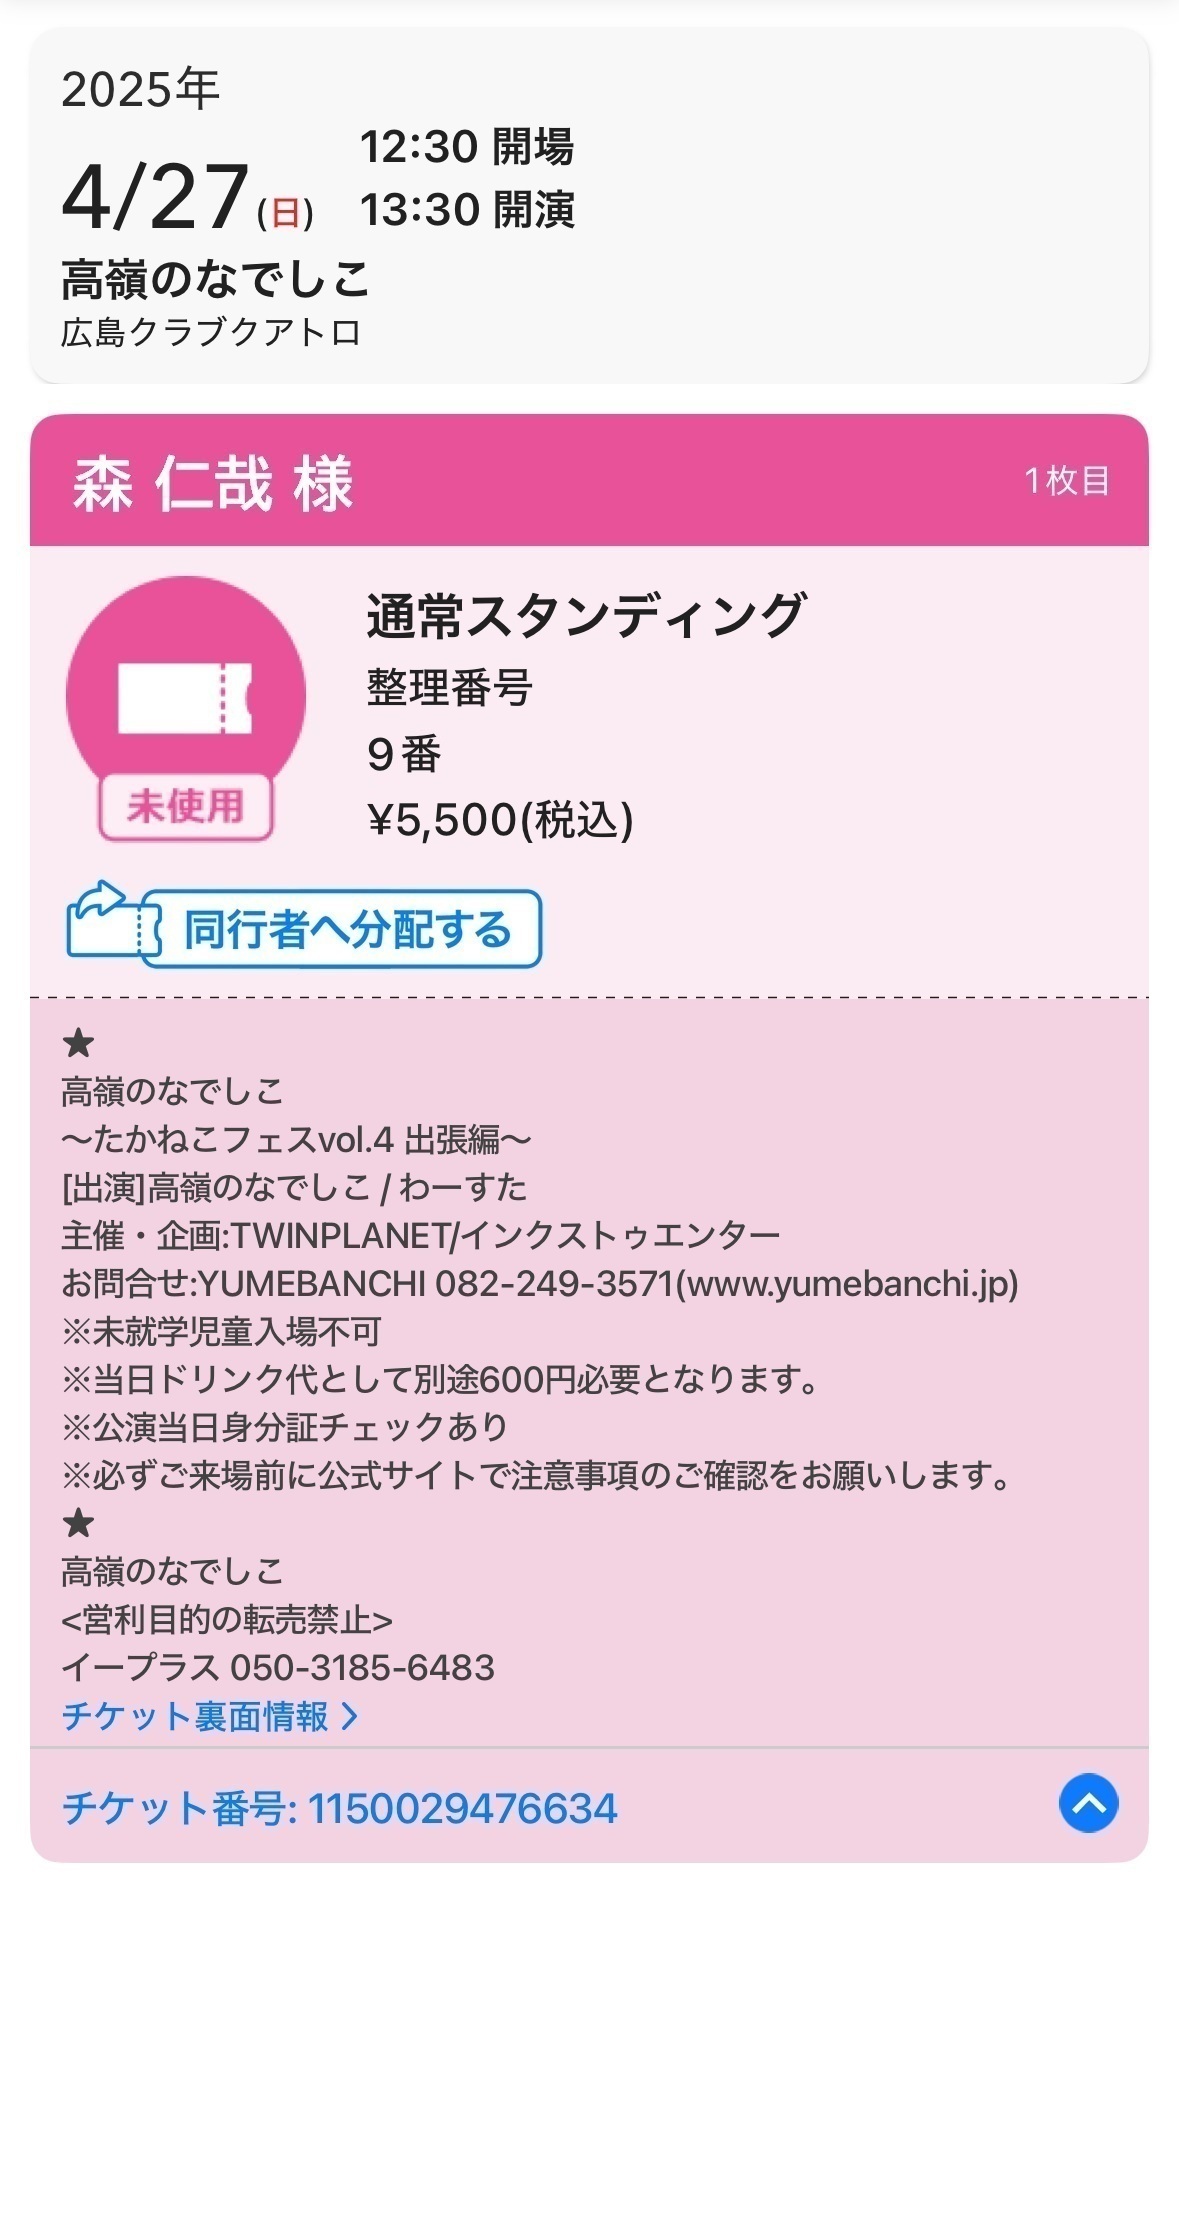 2025年
4/27(日)
12:30 開場
13:30 開演
高嶺のなでしこ
広島クラブクアトロ
森 仁哉 様
1枚目
通常スタンディング
整理番号
9番
¥5,500(税込)
未使用
同行者へ分配する
★
高嶺のなでしこ
〜たかねこフェスvol.4 出張編〜
[出演]高嶺のなでしこ / わーすた
主催・企画:TWINPLANET/インクストゥエンター
お問合せ:YUMEBANCHI 082-249-3571(www.yumebanchi.jp)
※未就学児童入場不可
※当日ドリンク代として別途600円必要となります。
※公演当日身分証チェックあり
※必ずご来場前に公式サイトで注意事項のご確認をお願いします。
★
高嶺のなでしこ
<営利目的の転売禁止>
イープラス 050-3185-6483
チケット裏面情報 >
チケット番号: 1150029476634